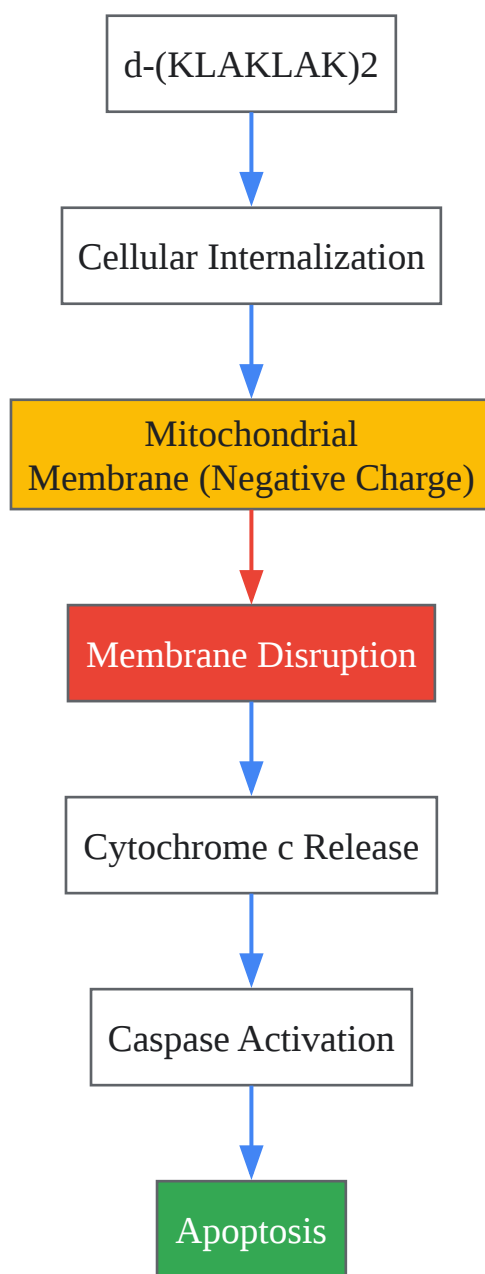 d-(KLAKLAK)2
Cellular Internalization
Mitochondrial
Membrane (Negative Charge)
Membrane Disruption
Cytochrome c Release
Caspase Activation
Apoptosis